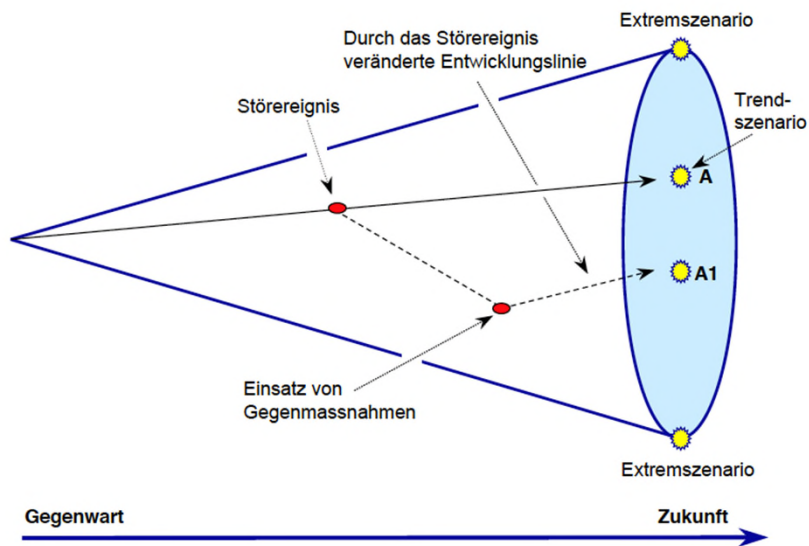 Extremszenario
Durch das Störereignis
veränderte Entwicklungslinie
Störereignis
Trend-
szenario
A
A1
Einsatz von
Gegenmassnahmen
Extremszenario
Gegenwart
Zukunft